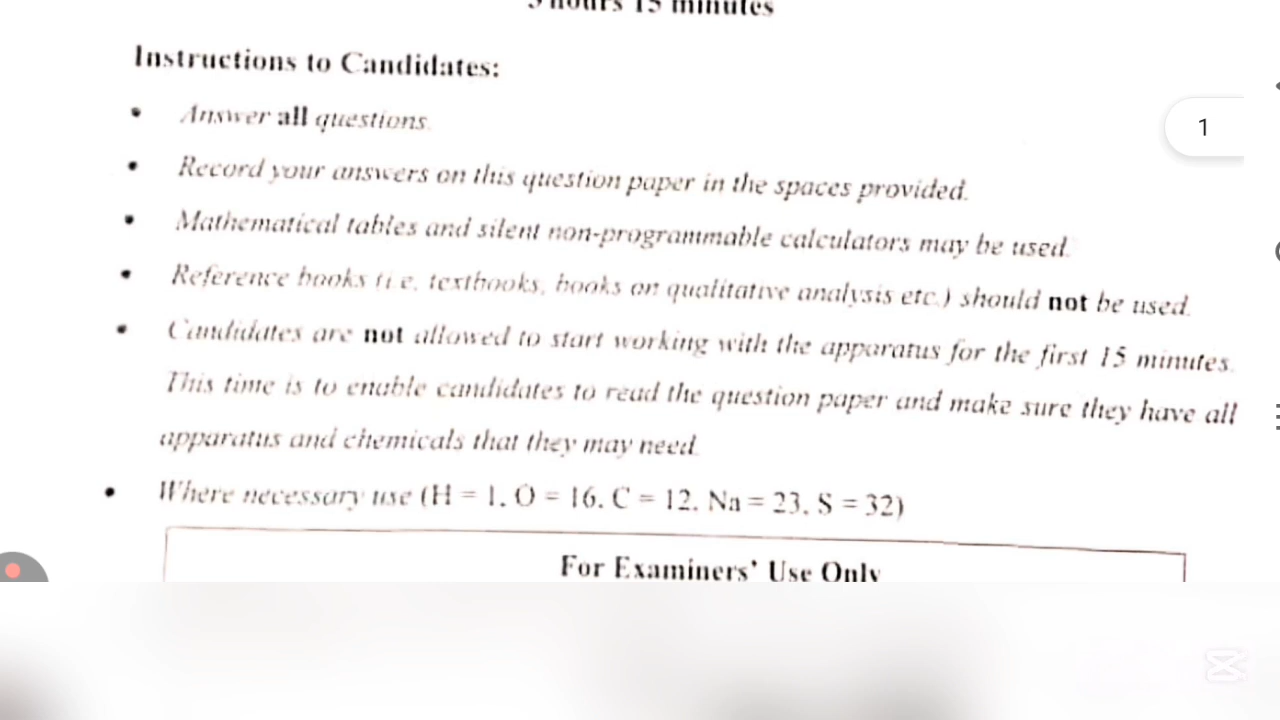 3 hours 15 minutes
Instructions to Candidates:
• Answer all questions.
1
• Record your answers on this question paper in the spaces provided.
• Mathematical tables and silent non-programmable calculators may be used.
• Reference books (i.e, textbooks, books on qualitative analysis etc.) should not be used.
• Candidates are not allowed to start working with the apparatus for the first 15 minutes.
This time is to enable candidates to read the question paper and make sure they have all
apparatus and chemicals that they may need.
• Where necessary use (H = 1, O = 16, C = 12, Na = 23, S = 32)
For Examiners' Use Only